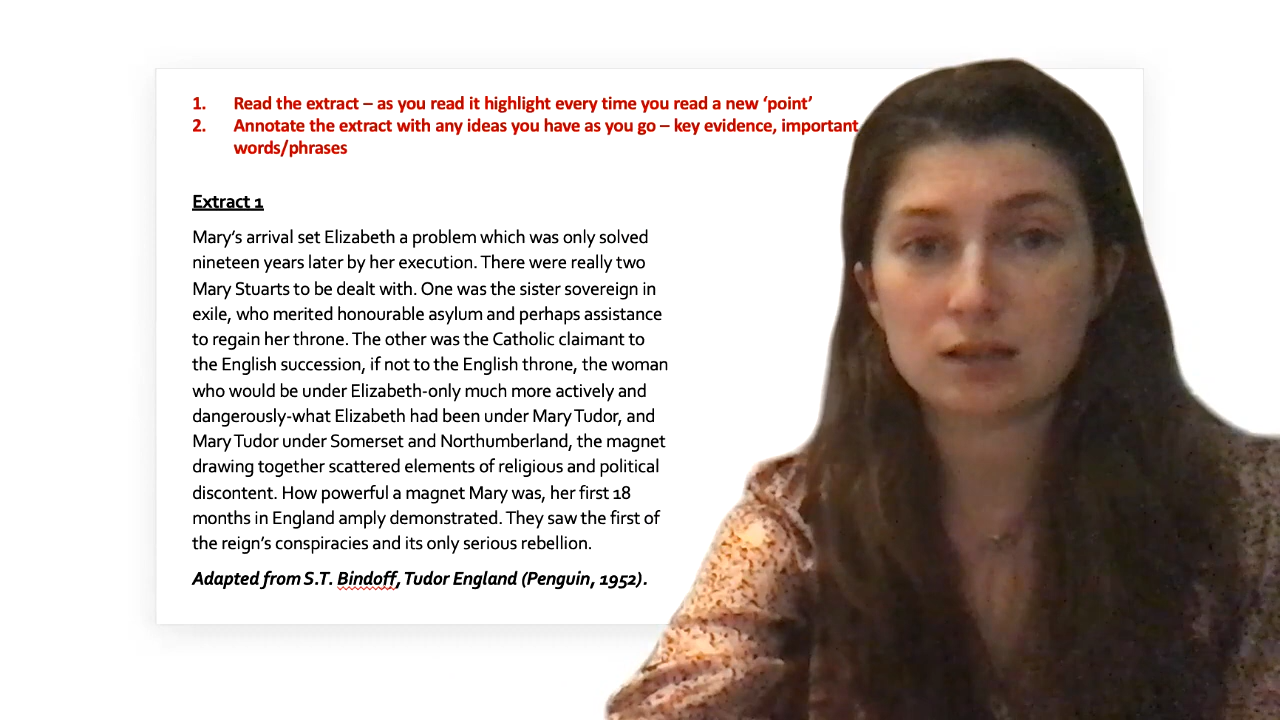 1. Read the extract – as you read it highlight every time you read a new ‘point’
2. Annotate the extract with any ideas you have as you go – key evidence, important
words/phrases
Extract 1
Mary’s arrival set Elizabeth a problem which was only solved
nineteen years later by her execution. There were really two
Mary Stuarts to be dealt with. One was the sister sovereign in
exile, who merited honourable asylum and perhaps assistance
to regain her throne. The other was the Catholic claimant to
the English succession, if not to the English throne, the woman
who would be under Elizabeth-only much more actively and
dangerously-what Elizabeth had been under Mary Tudor, and
Mary Tudor under Somerset and Northumberland, the magnet
drawing together scattered elements of religious and political
discontent. How powerful a magnet Mary was, her first 18
months in England amply demonstrated. They saw the first of
the reign’s conspiracies and its only serious rebellion.
Adapted from S.T. Bindoff, Tudor England (Penguin, 1952).